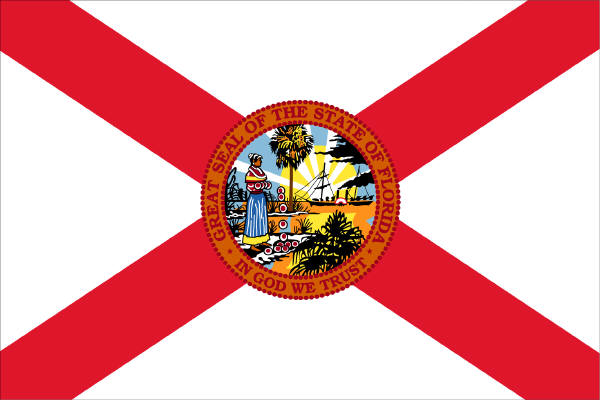 GREAT SEAL OF THE STATE OF FLORIDA
IN GOD WE TRUST